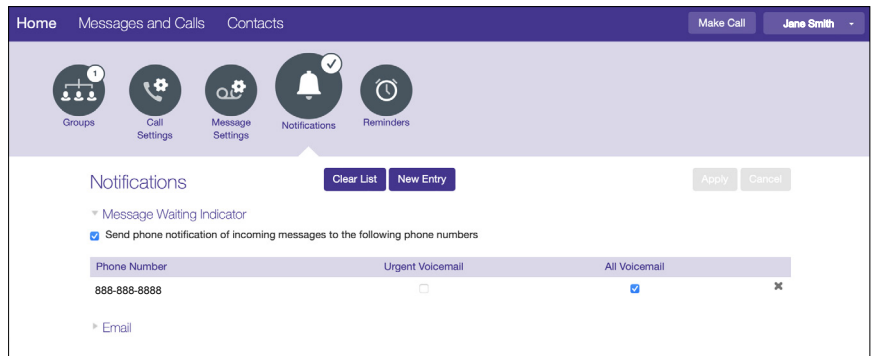 Home Messages and Calls Contacts Make Call Jane Smith
1
Groups Call Settings Message Settings Notifications Reminders
Notifications Clear List New Entry Apply Cancel
Message Waiting Indicator
Send phone notification of incoming messages to the following phone numbers
Phone Number Urgent Voicemail All Voicemail
888-888-8888
Email